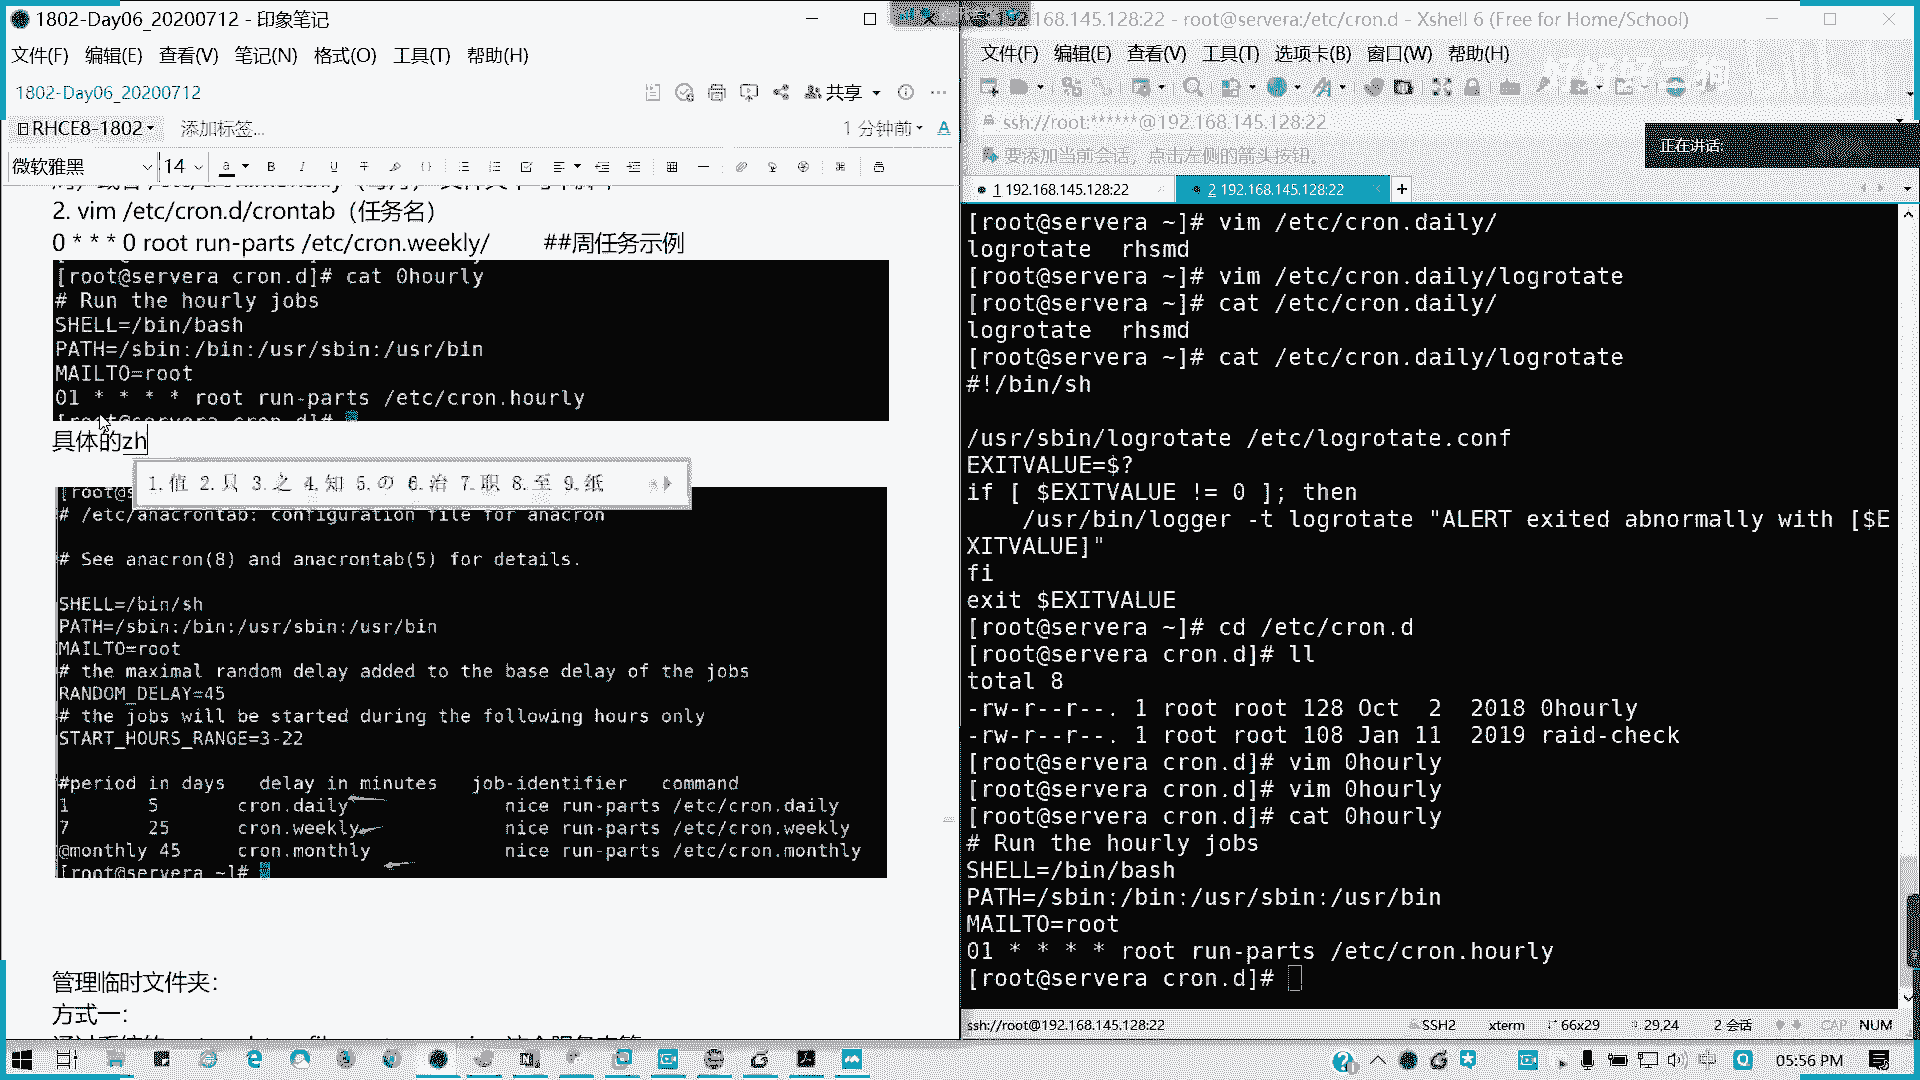 1802-Day06_20200712 - 印象笔记
文件(F) 编辑(E) 查看(V) 笔记(N) 格式(O) 工具(T) 帮助(H)
1802-Day06_20200712
共享
RHCE8-1802 添加标签...
1 分钟前
微软雅黑 14
2. vim /etc/cron.d/crontab（任务名）
0 * * * 0 root run-parts /etc/cron.weekly/ ##周任务示例
[root@servera cron.d]# cat 0hourly
# Run the hourly jobs
SHELL=/bin/bash
PATH=/sbin:/bin:/usr/sbin:/usr/bin
MAILTO=root
01 * * * * root run-parts /etc/cron.hourly
[root@servera cron.d]#
具体的zh
1.值 2.只 3.之 4.知 5.の 6.治 7.职 8.至 9.纸
# /etc/anacrontab: configuration file for anacron
# See anacron(8) and anacrontab(5) for details.
SHELL=/bin/sh
PATH=/sbin:/bin:/usr/sbin:/usr/bin
MAILTO=root
# the maximal random delay added to the base delay of the jobs
RANDOM_DELAY=45
# the jobs will be started during the following hours only
START_HOURS_RANGE=3-22
#period in days delay in minutes job-identifier command
1 5 cron.daily nice run-parts /etc/cron.daily
7 25 cron.weekly nice run-parts /etc/cron.weekly
@monthly 45 cron.monthly nice run-parts /etc/cron.monthly
[root@servera ~]#
管理临时文件夹：
方式一：
168.145.128:22 - root@servera:/etc/cron.d - Xshell 6 (Free for Home/School)
文件(F) 编辑(E) 查看(V) 工具(T) 选项卡(B) 窗口(W) 帮助(H)
ssh://root:******@192.168.145.128:22
要添加当前会话，点击左侧的箭头按钮。
正在讲话:
1 192.168.145.128:22
2 192.168.145.128:22
[root@servera ~]# vim /etc/cron.daily/
logrotate rhsmd
[root@servera ~]# vim /etc/cron.daily/logrotate
[root@servera ~]# cat /etc/cron.daily/
logrotate rhsmd
[root@servera ~]# cat /etc/cron.daily/logrotate
#!/bin/sh
/usr/sbin/logrotate /etc/logrotate.conf
EXITVALUE=$?
if [ $EXITVALUE != 0 ]; then
/usr/bin/logger -t logrotate "ALERT exited abnormally with [$E
XITVALUE]"
fi
exit $EXITVALUE
[root@servera ~]# cd /etc/cron.d
[root@servera cron.d]# ll
total 8
-rw-r--r--. 1 root root 128 Oct 2 2018 0hourly
-rw-r--r--. 1 root root 108 Jan 11 2019 raid-check
[root@servera cron.d]# vim 0hourly
[root@servera cron.d]# vim 0hourly
[root@servera cron.d]# cat 0hourly
# Run the hourly jobs
SHELL=/bin/bash
PATH=/sbin:/bin:/usr/sbin:/usr/bin
MAILTO=root
01 * * * * root run-parts /etc/cron.hourly
[root@servera cron.d]#
ssh://root@192.168.145.128:22 SSH2 xterm 66x29 29,24 2 会话 CAP NUM
05:56 PM